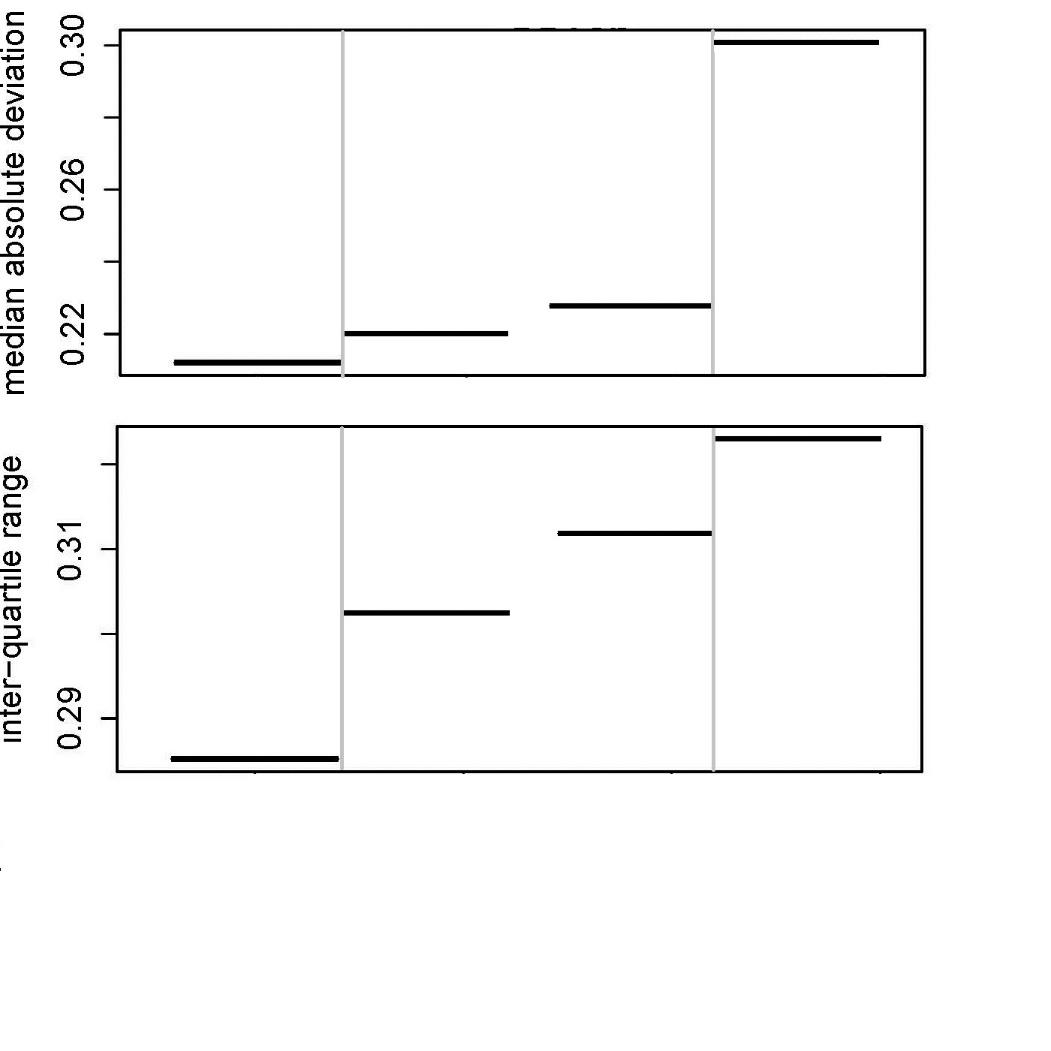 median absolute deviation
0.30
0.26
0.22
inter-quartile range
0.31
0.29